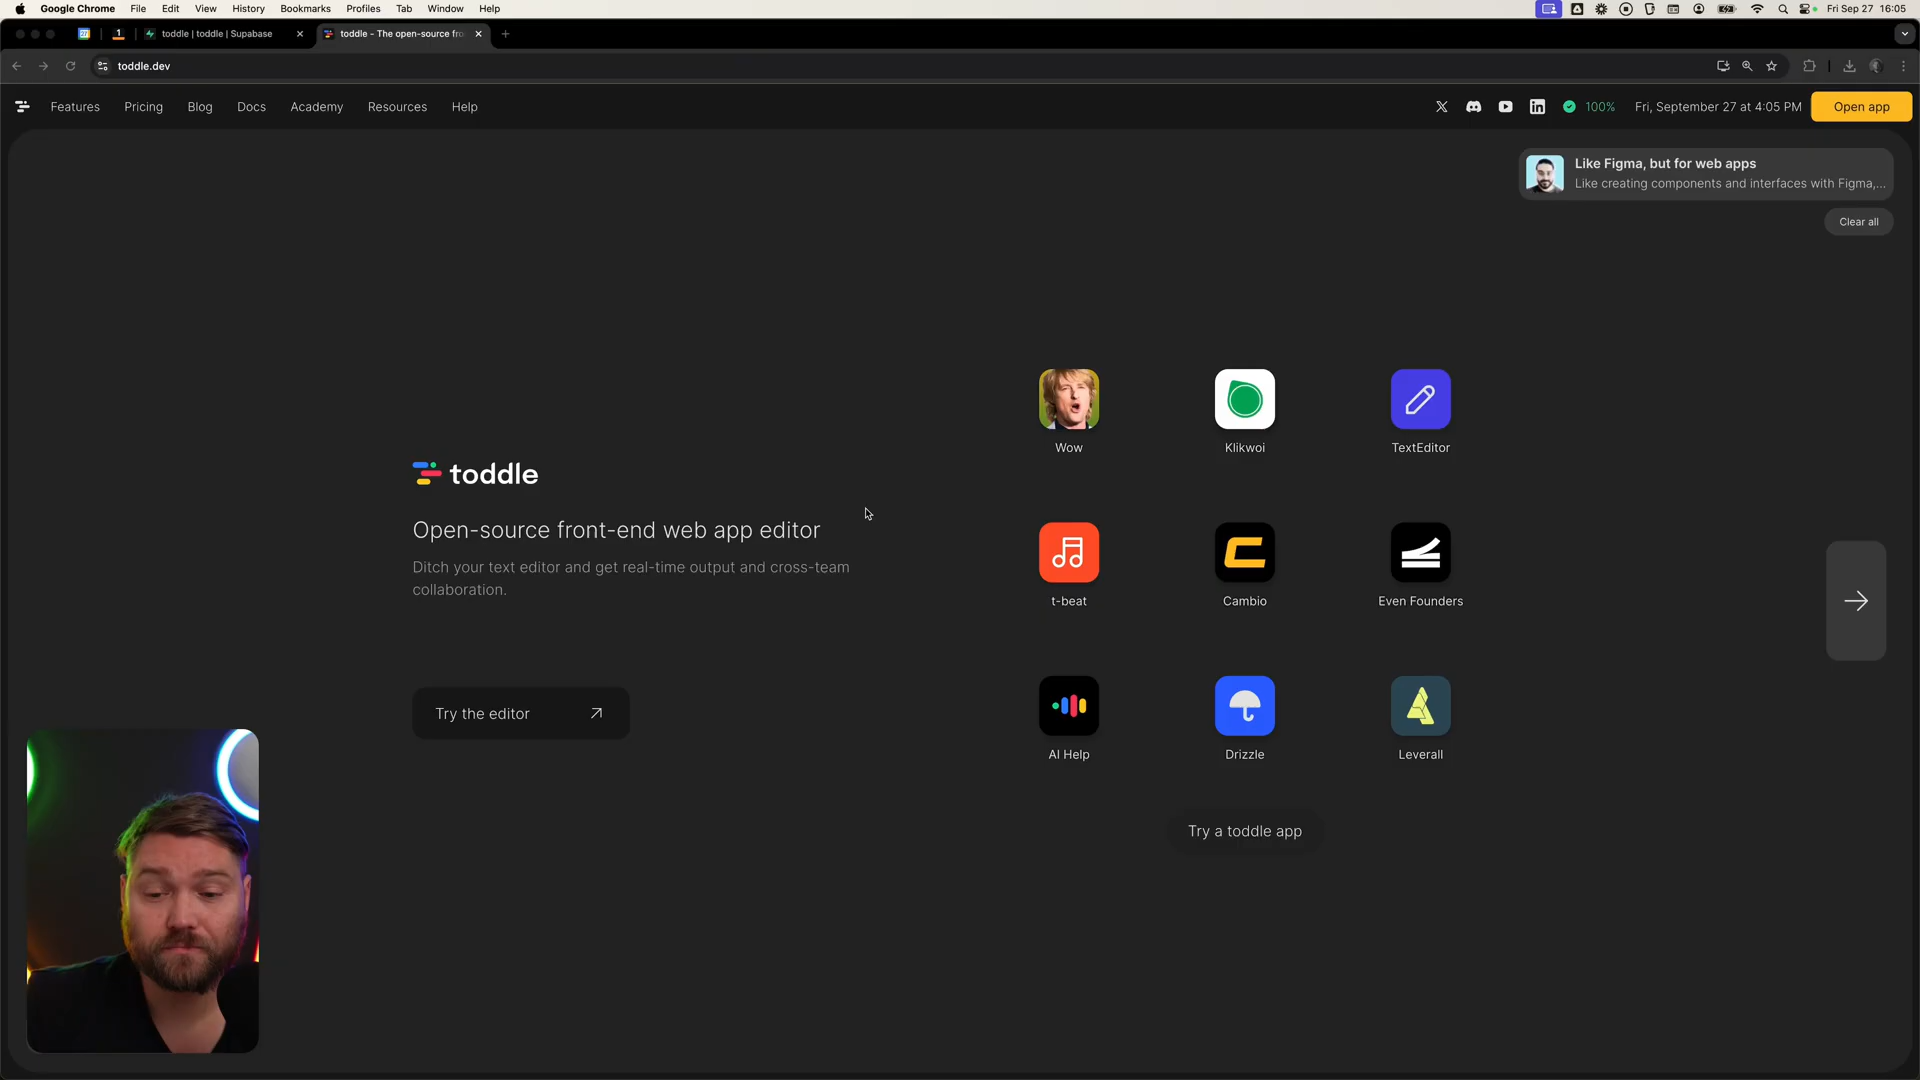 Google Chrome File Edit View History Bookmarks Profiles Tab Window Help Fri Sep 27 16:05
1 toddle | toddle | Supabase toddle - The open-source fro
toddle.dev
Features Pricing Blog Docs Academy Resources Help 100% Fri, September 27 at 4:05 PM Open app
Like Figma, but for web apps
Like creating components and interfaces with Figma,...
Clear all
toddle
Open-source front-end web app editor
Ditch your text editor and get real-time output and cross-team
collaboration.
Try the editor
Wow Klikwoi TextEditor
t-beat Cambio Even Founders
AI Help Drizzle Leverall
Try a toddle app